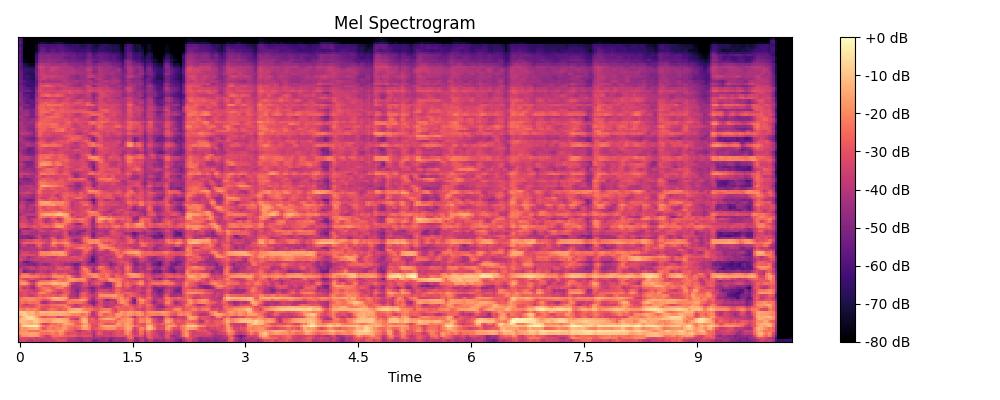 Mel Spectrogram
+0 dB
-10 dB
-20 dB
-30 dB
-40 dB
-50 dB
-60 dB
-70 dB
-80 dB
0 1.5 3 4.5 6 7.5 9
Time